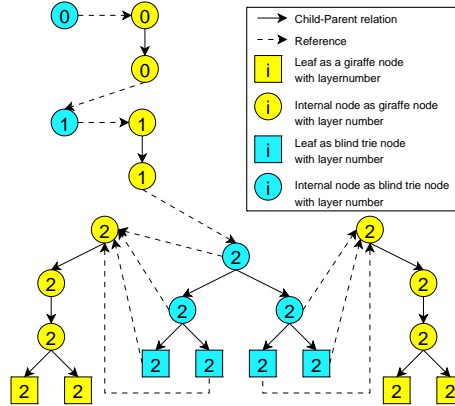 0 0
0
1 1
1
2 2
2
2 2
2 2
2 2
2 2 2 2
2 2 2 2
Child-Parent relation
Reference
i Leaf as a giraffe node
with layernumber
i Internal node as giraffe node
with layer number
i Leaf as blind trie node
with layer number
i Internal node as blind trie node
with layer number